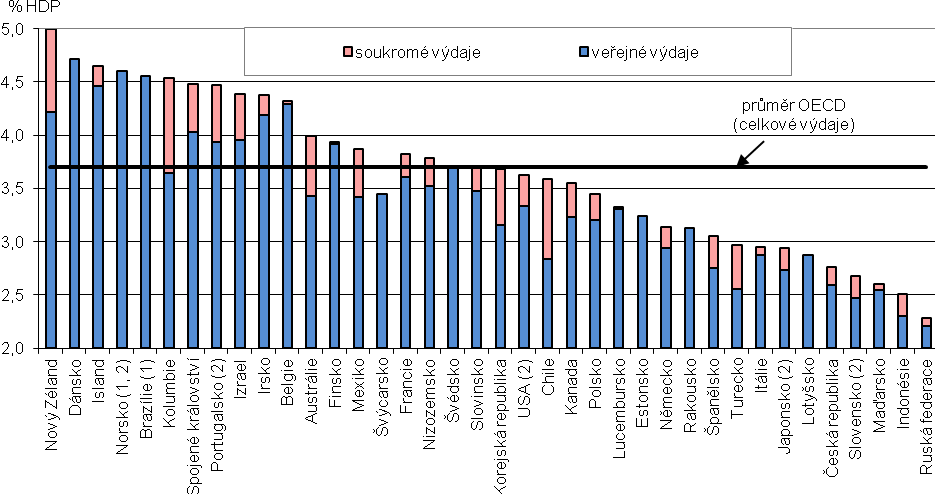 % HDP
5,0
4,5
4,0
3,5
3,0
2,5
2,0
soukromé výdaje
veřejné výdaje
průměr OECD
(celkové výdaje)
Nový Zéland
Dánsko
Island
Norsko (1, 2)
Brazílie (1)
Kolumbie
Spojené království
Portugalsko (2)
Izrael
Irsko
Belgie
Austrálie
Finsko
Mexiko
Švýcarsko
Francie
Nizozemsko
Švédsko
Slovinsko
Korejská republika
USA (2)
Chile
Kanada
Polsko
Lucembursko
Estonsko
Německo
Rakousko
Španělsko
Turecko
Itálie
Japonsko (2)
Lotyšsko
Česká republika
Slovensko (2)
Maďarsko
Indonésie
Ruská federace